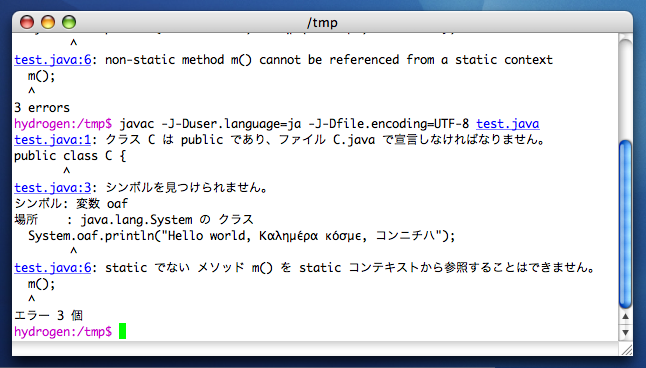 /tmp
^
test.java:6: non-static method m() cannot be referenced from a static context
m();
^
3 errors
hydrogen:/tmp$ javac -J-Duser.language=ja -J-Dfile.encoding=UTF-8 test.java
test.java:1: クラス C は public であり、ファイル C.java で宣言しなければなりません。
public class C {
^
test.java:3: シンボルを見つけられません。
シンボル: 変数 oaf
場所    : java.lang.System の クラス
System.oaf.println("Hello world, Καλημέρα κόσμε, コンニチハ");
^
test.java:6: static でない メソッド m() を static コンテキストから参照することはできません。
m();
^
エラー 3 個
hydrogen:/tmp$